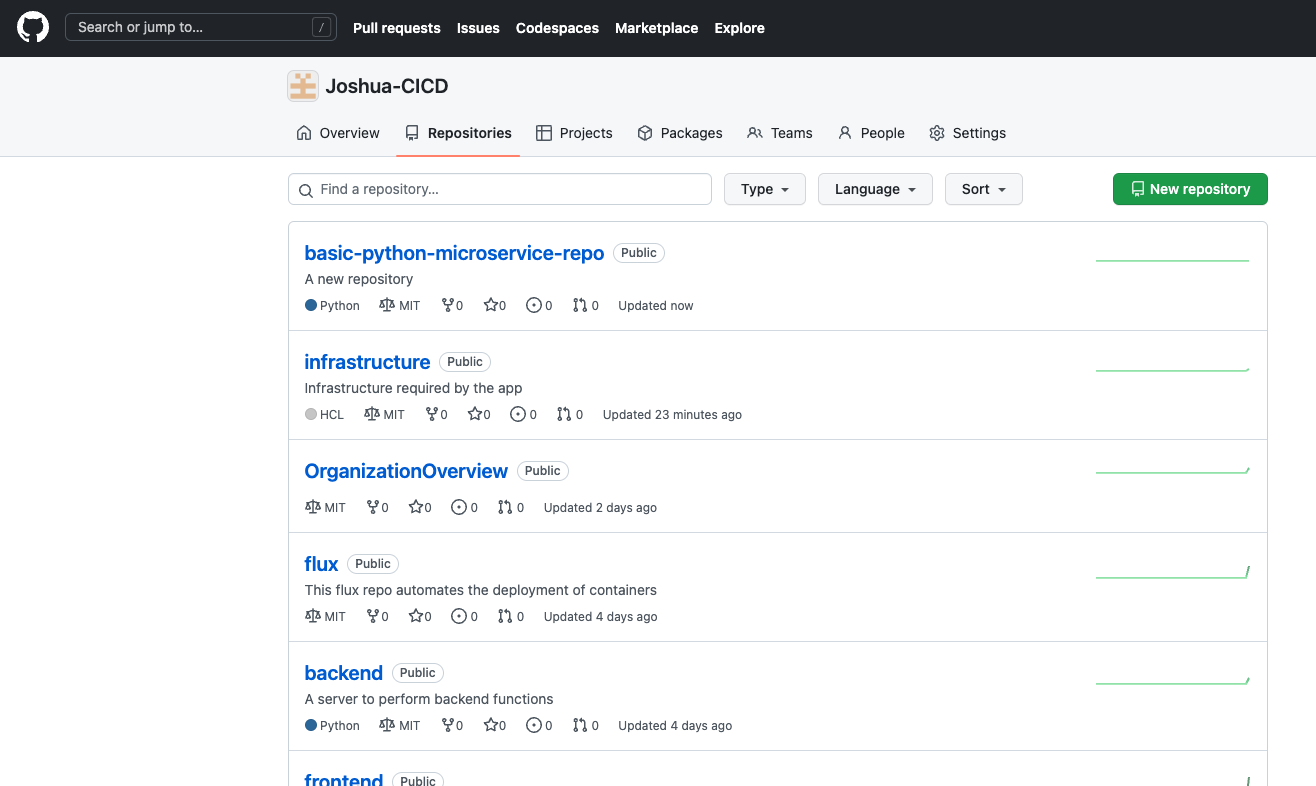 Search or jump to... /
Pull requests Issues Codespaces Marketplace Explore
Joshua-CICD
Overview Repositories Projects Packages Teams People Settings
Find a repository... Type Language Sort New repository
basic-python-microservice-repo Public
A new repository
Python MIT 0 0 0 0 Updated now
infrastructure Public
Infrastructure required by the app
HCL MIT 0 0 0 0 Updated 23 minutes ago
OrganizationOverview Public
MIT 0 0 0 0 Updated 2 days ago
flux Public
This flux repo automates the deployment of containers
MIT 0 0 0 0 Updated 4 days ago
backend Public
A server to perform backend functions
Python MIT 0 0 0 0 Updated 4 days ago
frontend Public